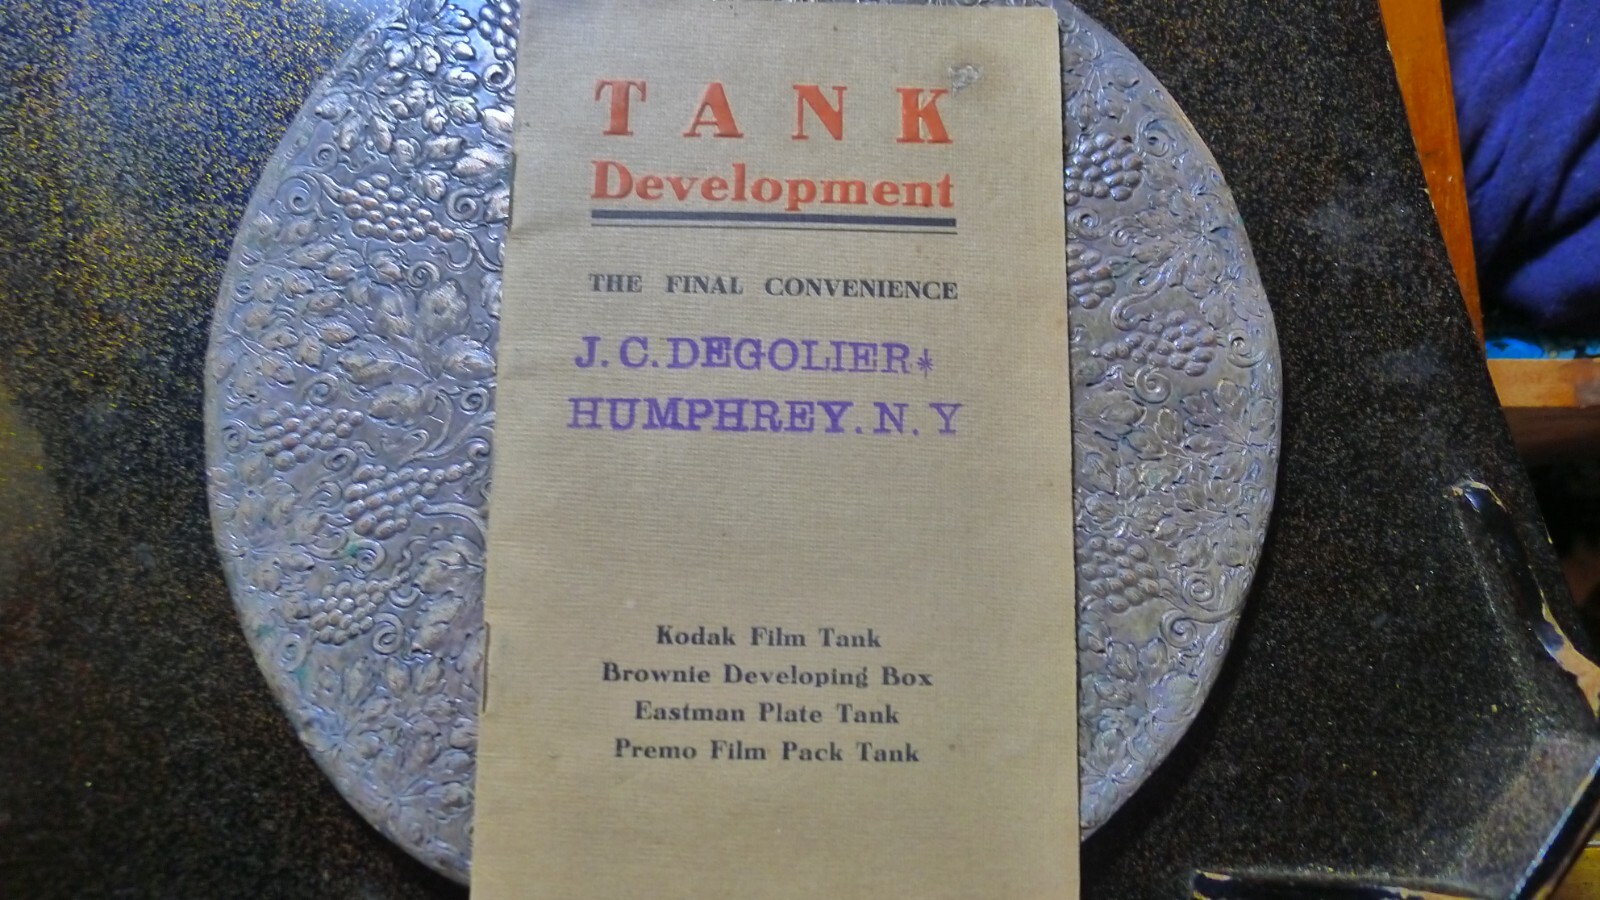 TANK
Development
THE FINAL CONVENIENCE
J. C. DEGOLIER*
HUMPHREY. N. Y
Kodak Film Tank
Brownie Developing Box
Eastman Plate Tank
Premo Film Pack Tank